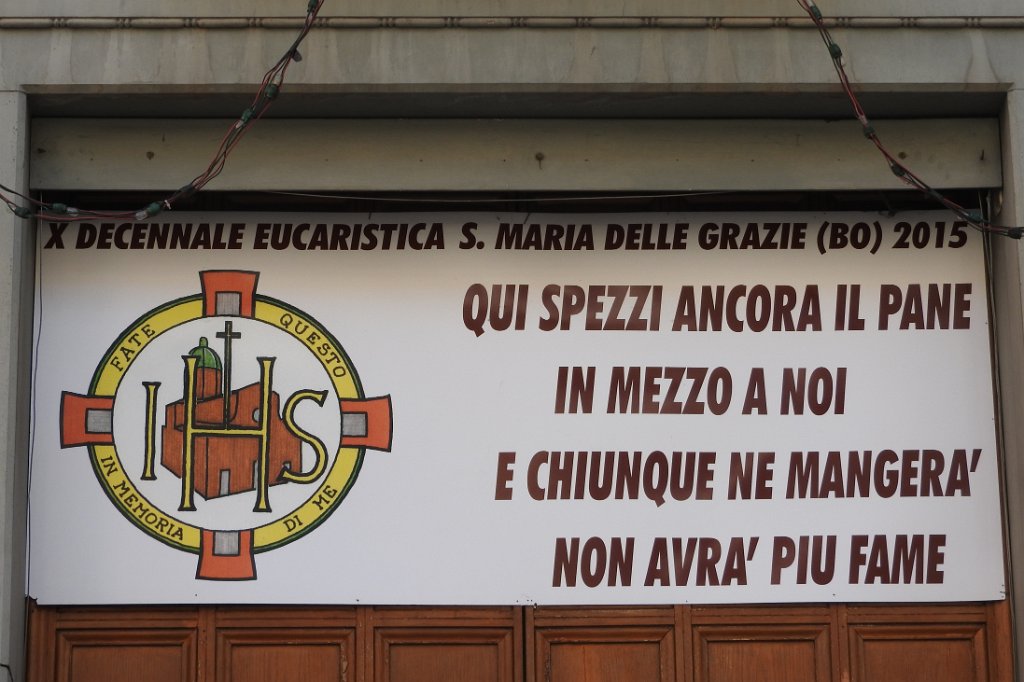 X DECENNALE EUCARISTICA S. MARIA DELLE GRAZIE (BO) 2015
FATE QUESTO
IHS
IN MEMORIA DI ME
QUI SPEZZI ANCORA IL PANE
IN MEZZO A NOI
E CHIUNQUE NE MANGERA'
NON AVRA' PIU FAME